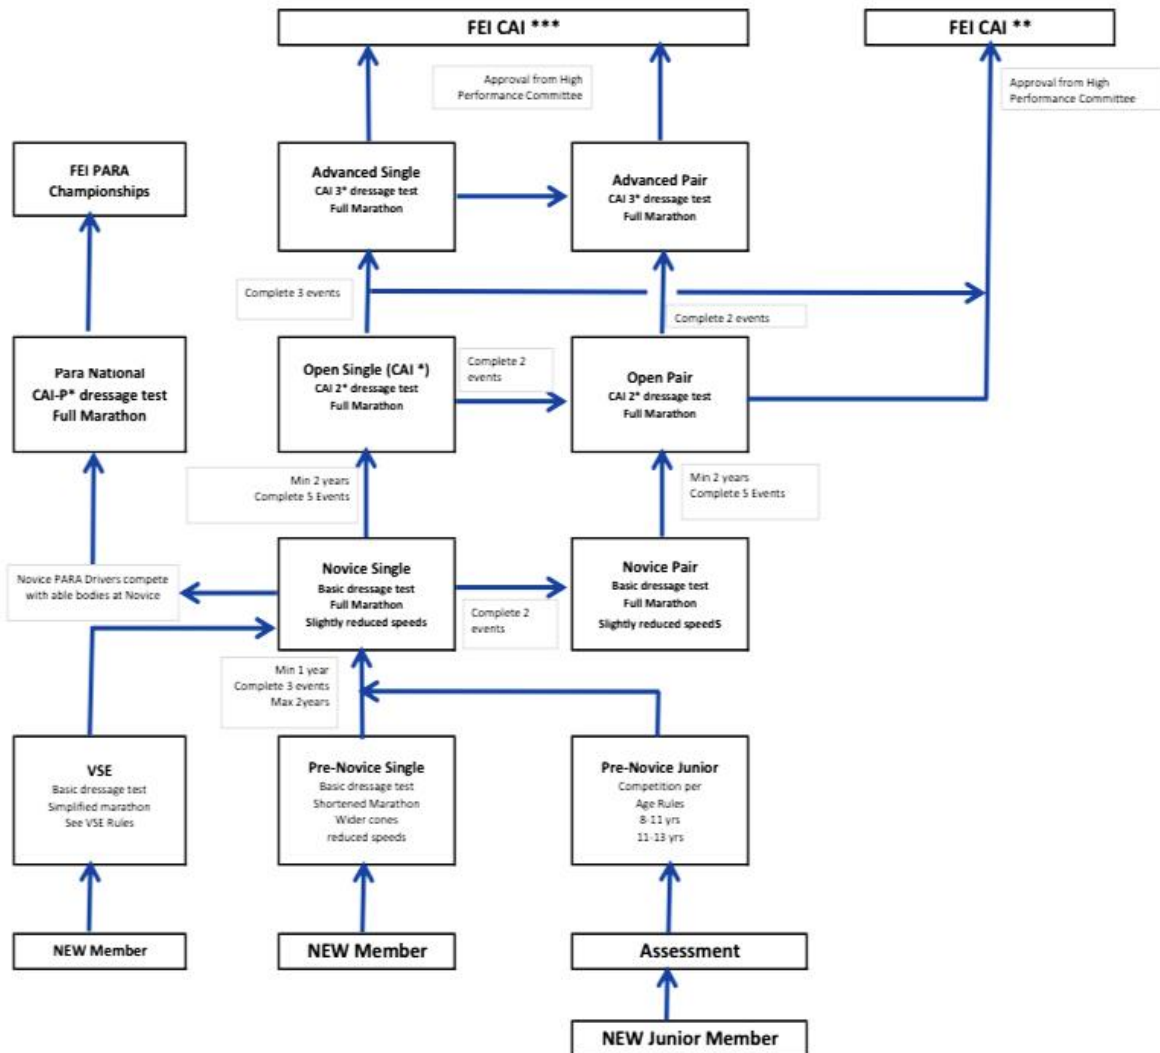 FEI CAI ***
FEI CAI **
Approval from High
Performance Committee
Approval from High
Performance Committee
FEI PARA
Championships
Advanced Single
CAI 3* dressage test
Full Marathon
Advanced Pair
CAI 3* dressage test
Full Marathon
Complete 3 events
Complete 2 events
Para National
CAI-P* dressage test
Full Marathon
Open Single (CAI *)
CAI 2* dressage test
Full Marathon
Complete 2
events
Open Pair
CAI 2* dressage test
Full Marathon
Min 2 years
Complete 5 Events
Min 2 years
Complete 5 Events
Novice PARA Drivers compete
with able bodies at Novice
Novice Single
Basic dressage test
Full Marathon
Slightly reduced speeds
Complete 2
events
Novice Pair
Basic dressage test
Full Marathon
Slightly reduced speedS
Min 1 year
Complete 3 events
Max 2years
VSE
Basic dressage test
Simplified marathon
See VSE Rules
Pre-Novice Single
Basic dressage test
Shortened Marathon
Wider cones
reduced speeds
Pre-Novice Junior
Competition per
Age Rules
8-11 yrs
11-13 yrs
NEW Member
NEW Member
Assessment
NEW Junior Member